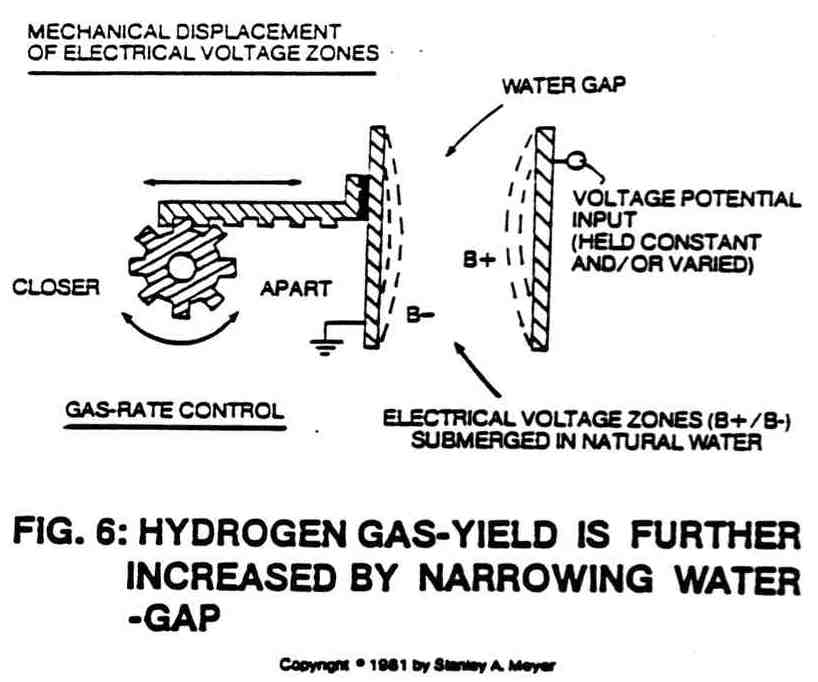 MECHANICAL DISPLACEMENT
OF ELECTRICAL VOLTAGE ZONES
WATER GAP
VOLTAGE POTENTIAL
INPUT
(HELD CONSTANT
AND/OR VARIED)
B+
CLOSER
APART
B-
GAS-RATE CONTROL
ELECTRICAL VOLTAGE ZONES (B+/B-)
SUBMERGED IN NATURAL WATER
FIG. 6: HYDROGEN GAS-YIELD IS FURTHER
INCREASED BY NARROWING WATER
-GAP
Copyright © 1981 by Stanley A. Meyer